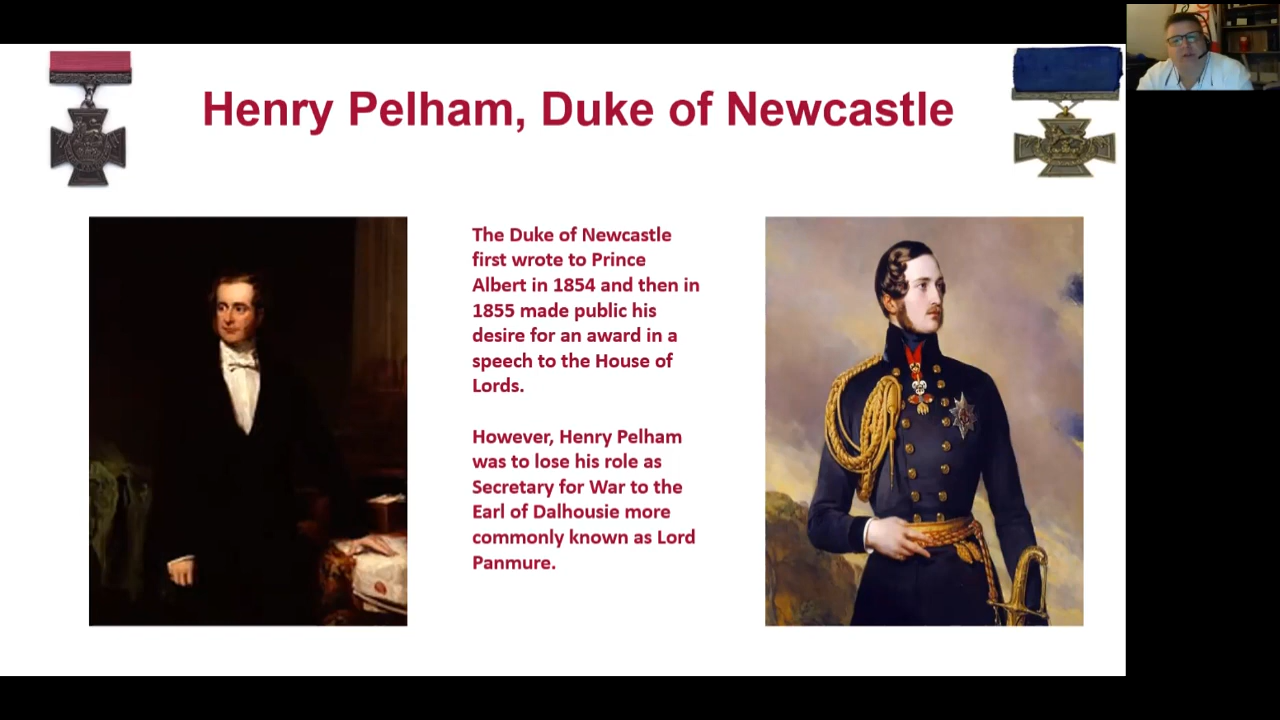 Henry Pelham, Duke of Newcastle
The Duke of Newcastle
first wrote to Prince
Albert in 1854 and then in
1855 made public his
desire for an award in a
speech to the House of
Lords.
However, Henry Pelham
was to lose his role as
Secretary for War to the
Earl of Dalhousie more
commonly known as Lord
Panmure.